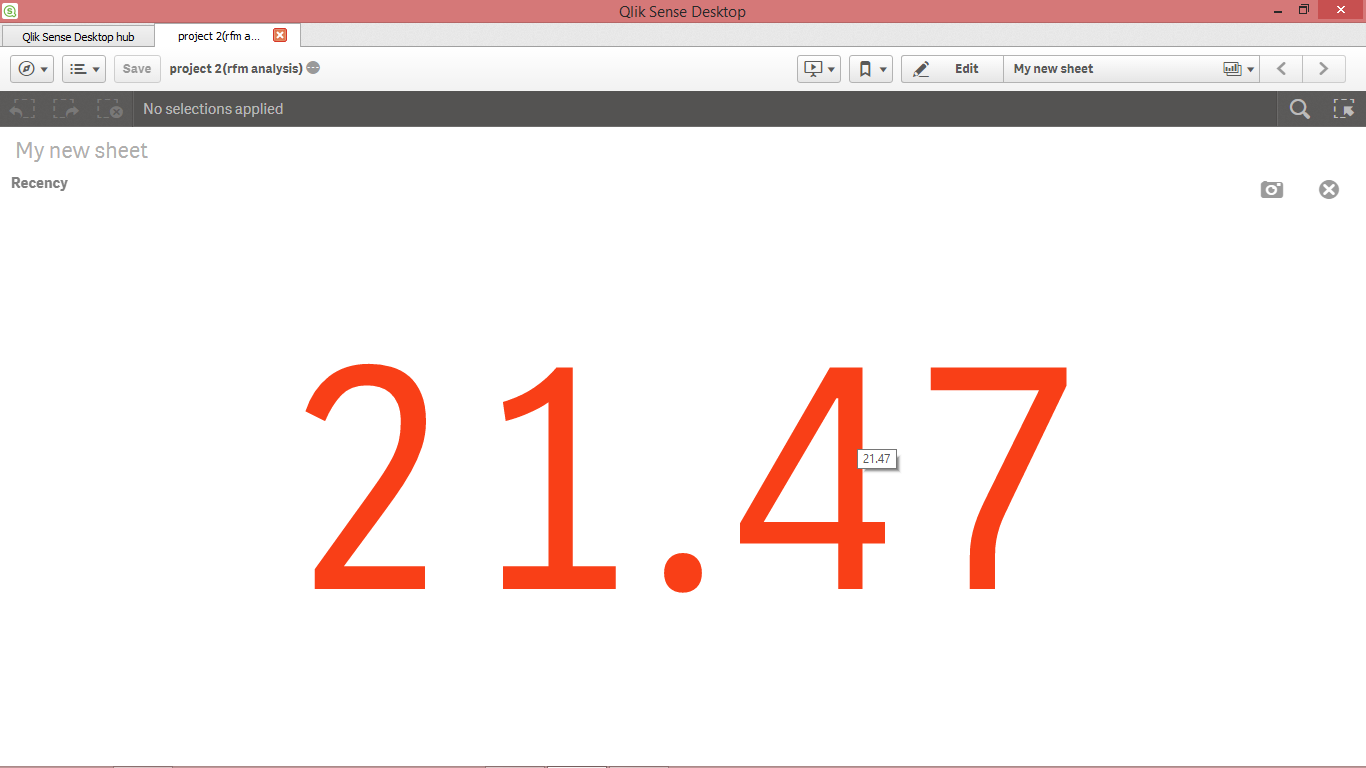 Qlik Sense Desktop
Qlik Sense Desktop hub
project 2(rfm a...
Save
project 2(rfm analysis)
Edit
My new sheet
No selections applied
My new sheet
Recency
21.47
21.47